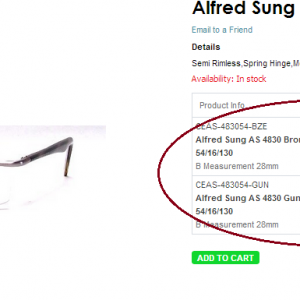 Alfred Sung
Email to a Friend
Details
Semi Rimless,Spring Hinge,M
Availability: In stock
Product Info
CEAS-483054-BZE
Alfred Sung AS 4830 Bron
54/16/130
B Measurement 28mm
CEAS-483054-GUN
Alfred Sung AS 4830 Gun
54/16/130
B Measurement 28mm
ADD TO CART